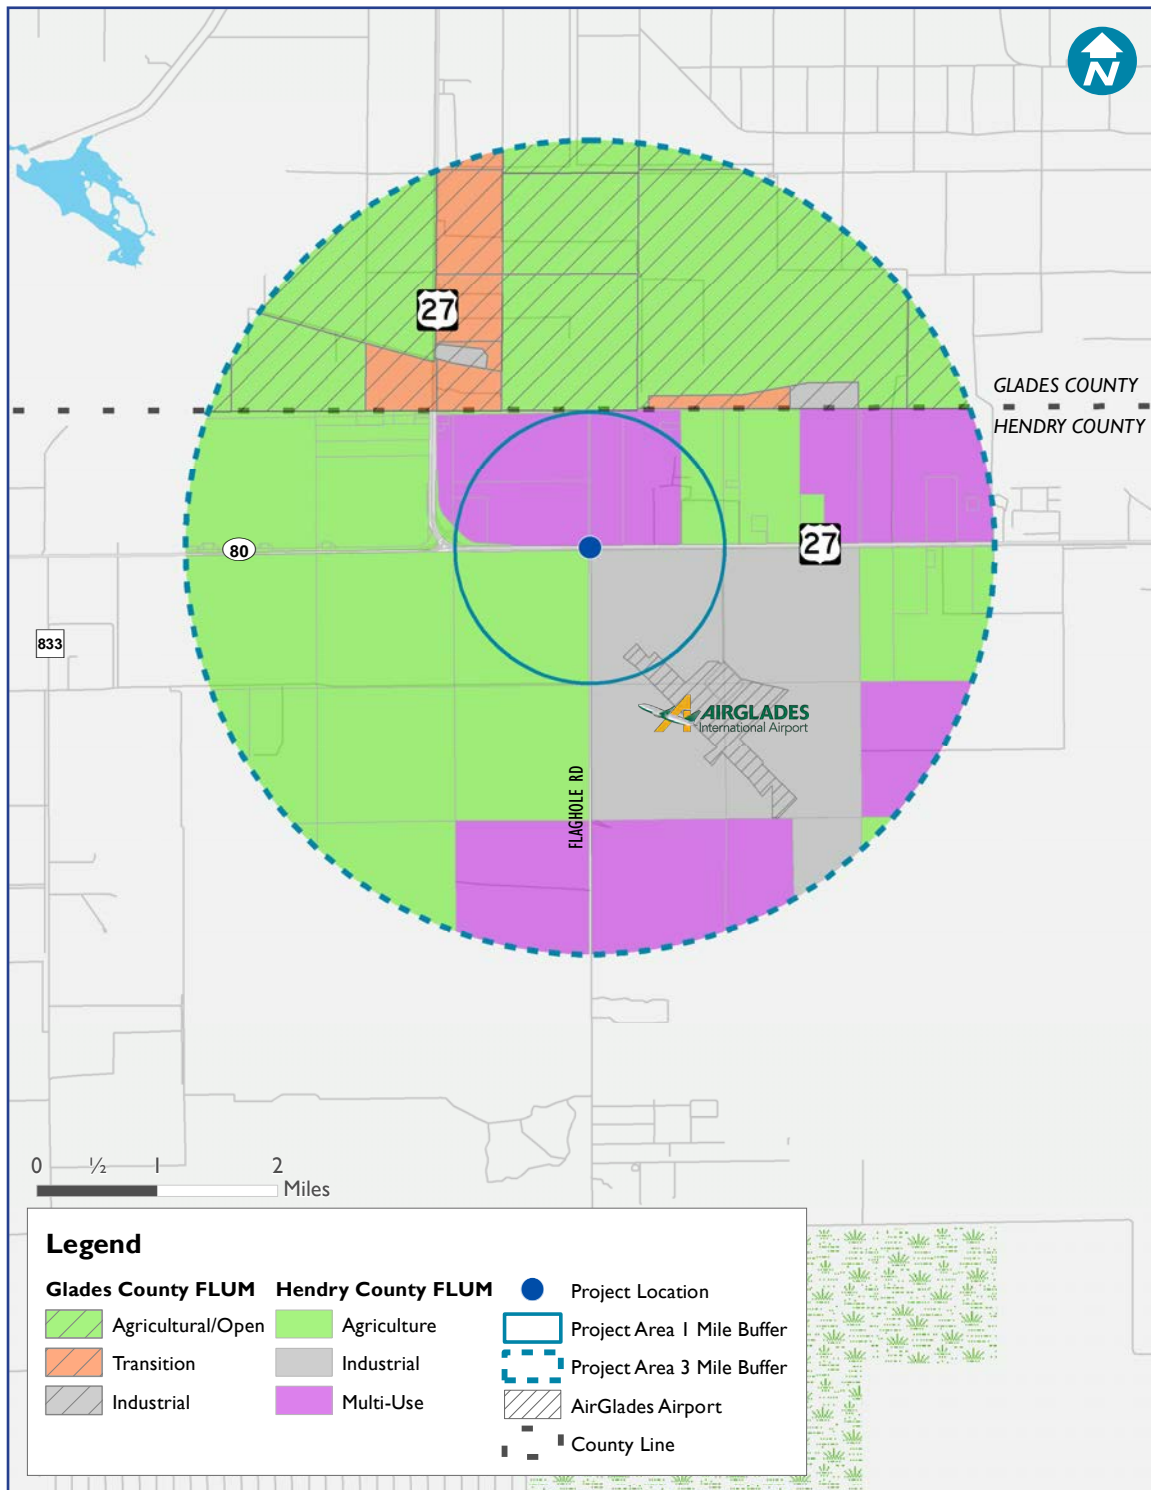 N
27
GLADES COUNTY
HENDRY COUNTY
80
27
833
AIRGLADES
International Airport
FLAGHOLE RD
0 ½ 1 2
Miles
Legend
Glades County FLUM
Agricultural/Open
Transition
Industrial
Hendry County FLUM
Agriculture
Industrial
Multi-Use
Project Location
Project Area 1 Mile Buffer
Project Area 3 Mile Buffer
AirGlades Airport
County Line